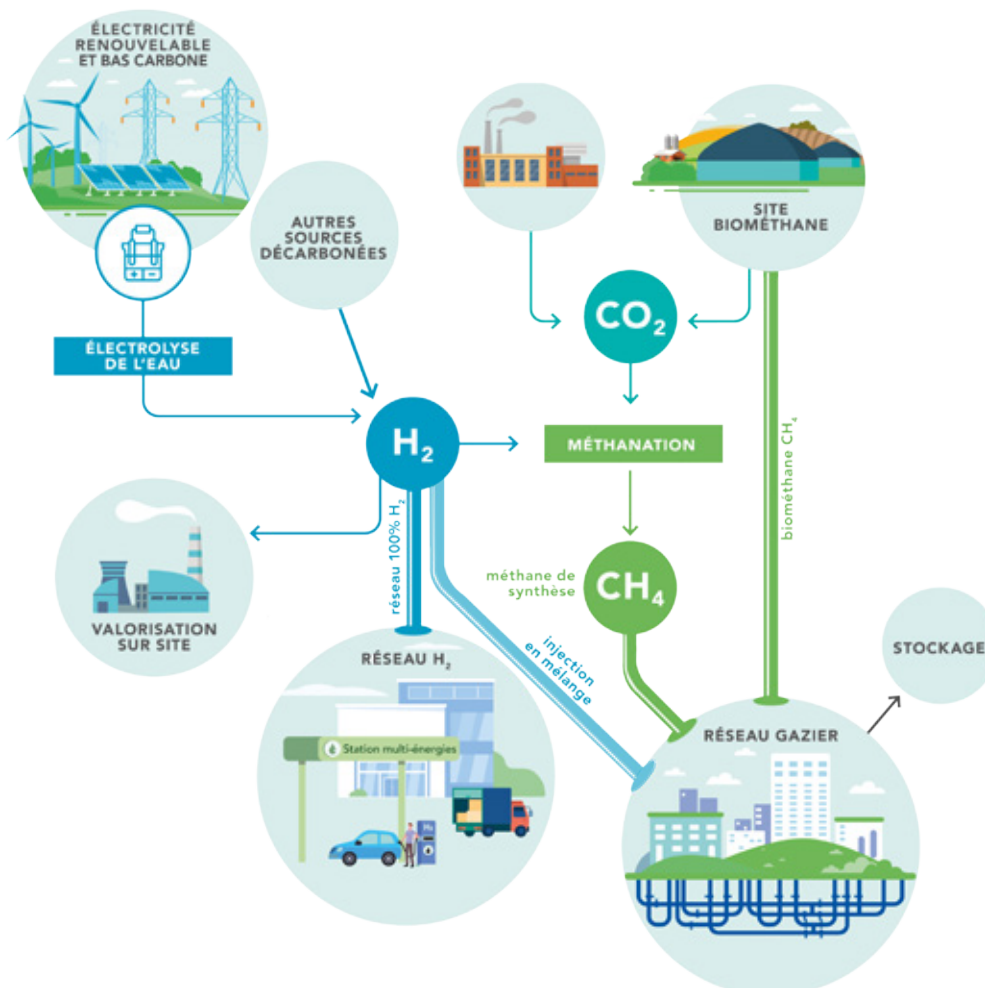 ÉLECTRICITÉ
RENOUVELABLE
ET BAS CARBONE
AUTRES
SOURCES
DÉCARBONÉES
SITE
BIOMÉTHANE
CO₂
ÉLECTROLYSE
DE L'EAU
H₂
MÉTHANATION
biométhane CH₄
réseau 100% H₂
VALORISATION
SUR SITE
méthane de
synthèse
CH₄
injection
en mélange
STOCKAGE
RÉSEAU H₂
Station multi-énergies
H₂
RÉSEAU GAZIER